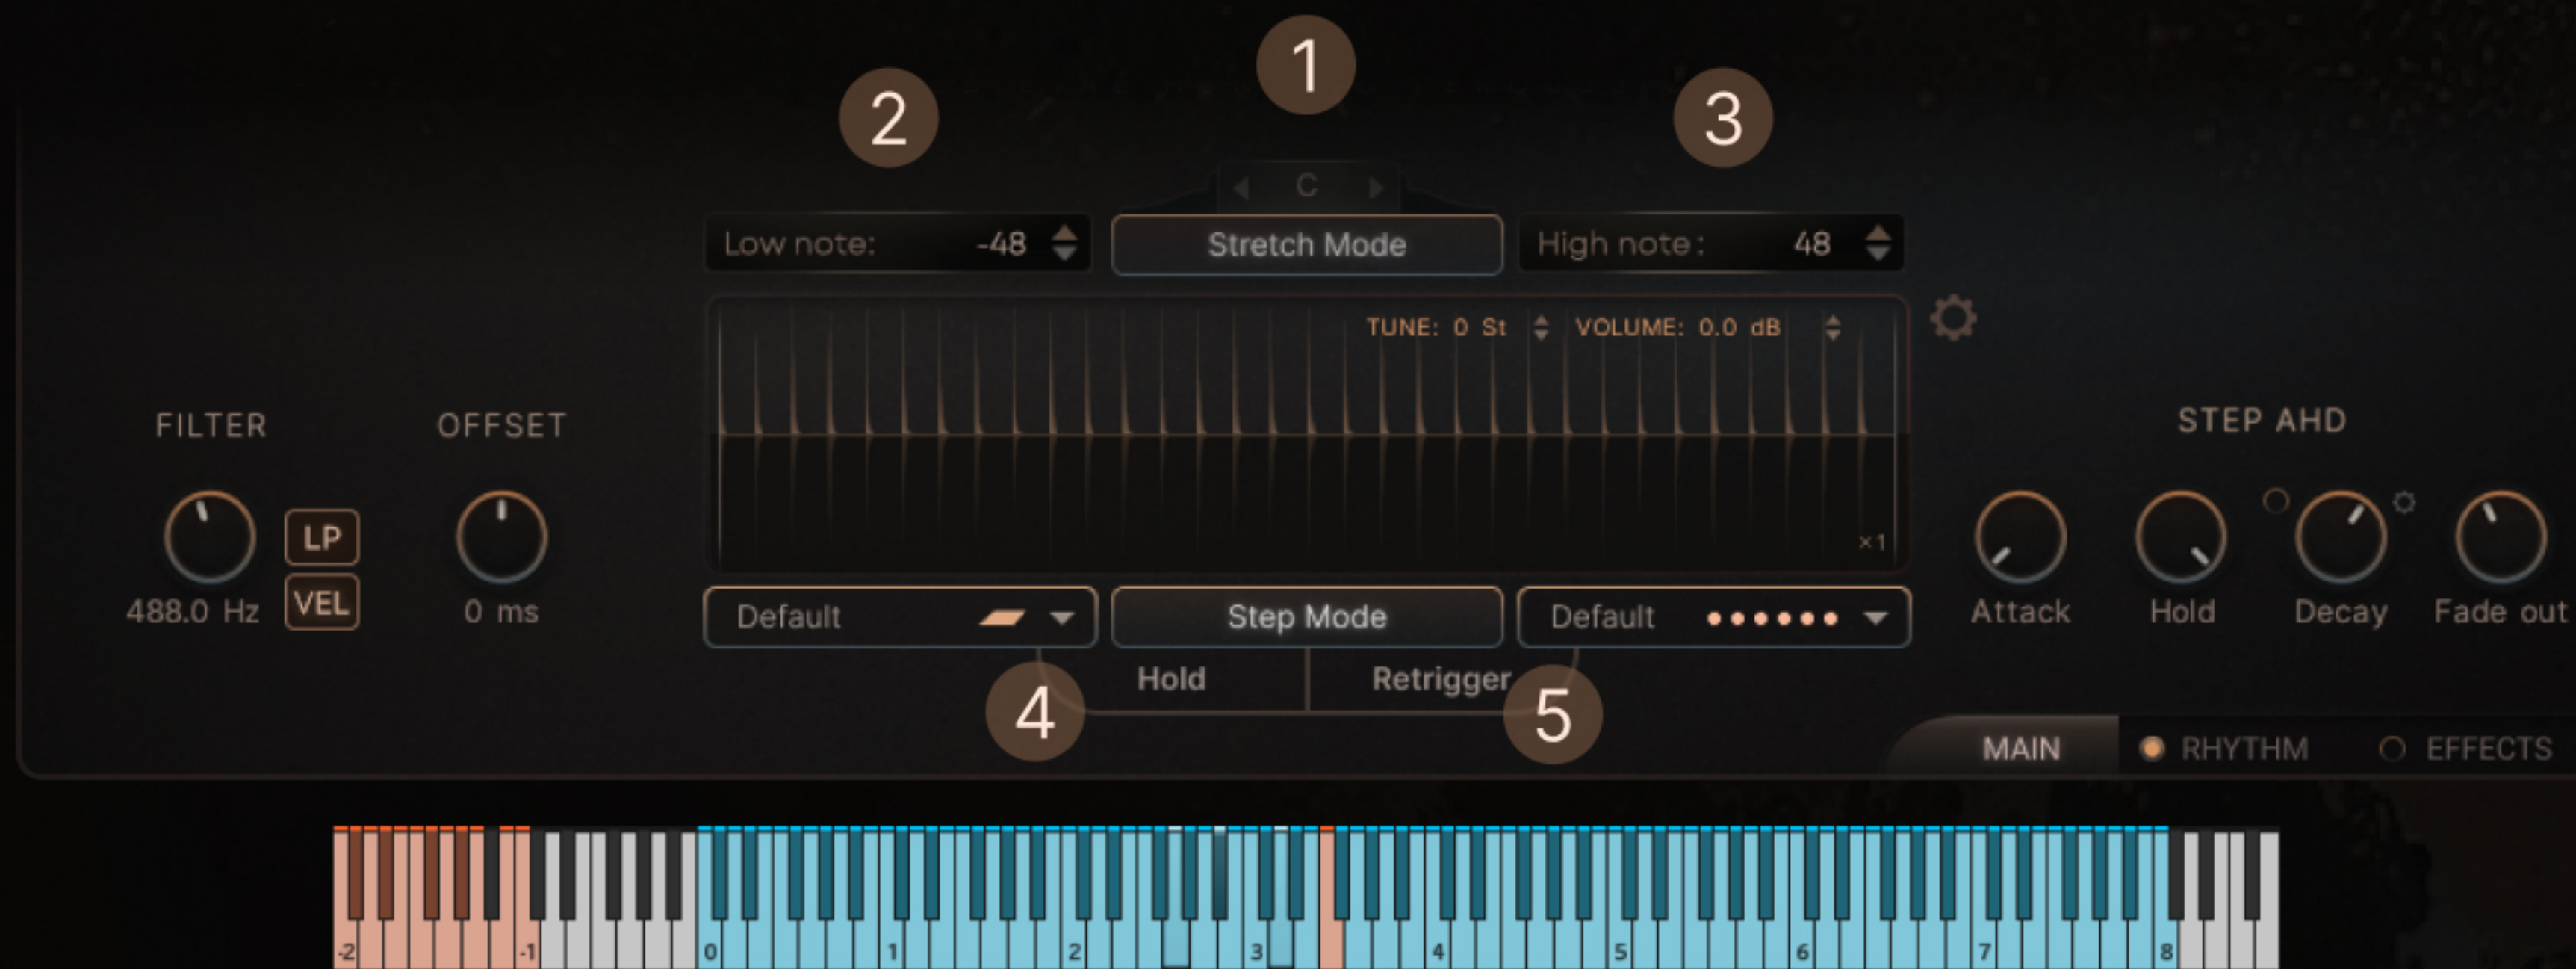 1
2
3
C
Low note: -48
Stretch Mode
High note: 48
TUNE: 0 St
VOLUME: 0.0 dB
FILTER
OFFSET
STEP AHD
LP
VEL
×1
488.0 Hz
0 ms
Default
Step Mode
Default
Attack
Hold
Decay
Fade out
Hold
Retrigger
4
5
MAIN
RHYTHM
EFFECTS
-2
-1
0
1
2
3
4
5
6
7
8